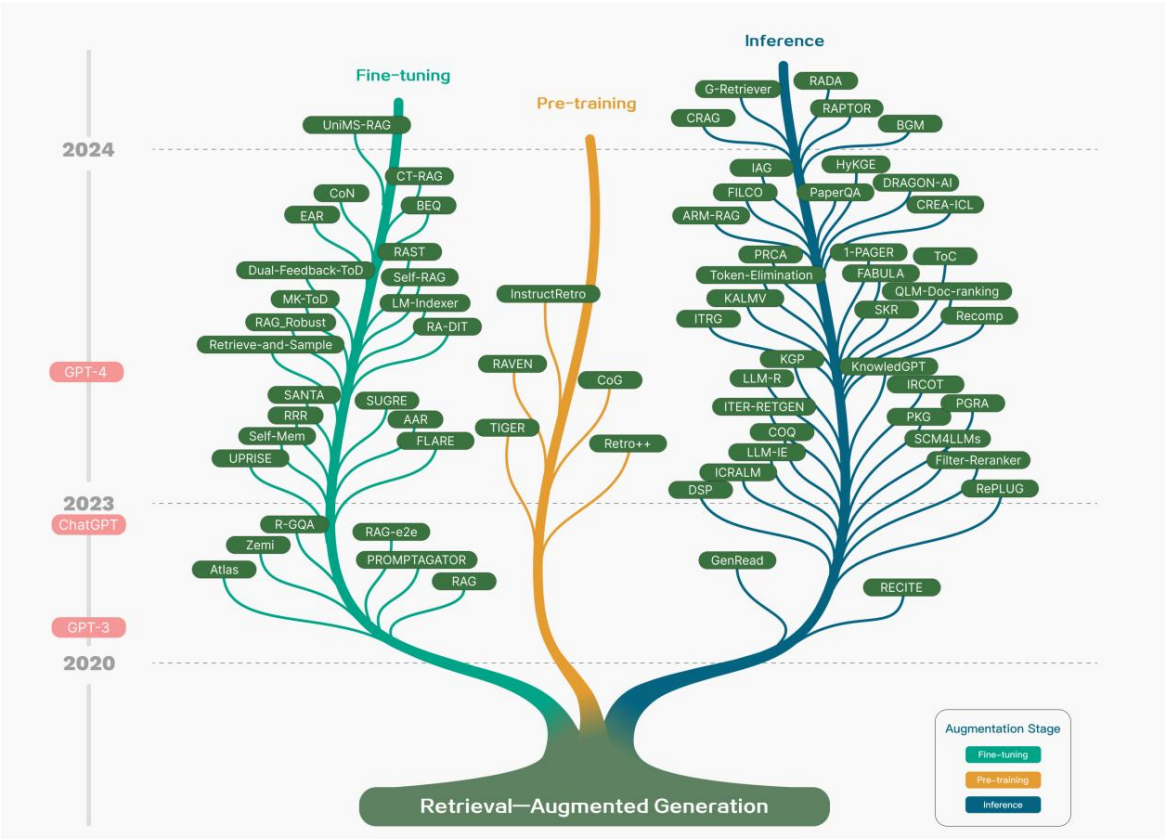 Inference
Fine-tuning
Pre-training
G-Retriever
RADA
RAPTOR
CRAG
BGM
UniMS-RAG
2024
CT-RAG
CoN
BEQ
EAR
IAG
HyKGE
DRAGON-AI
FILCO
PaperQA
CREA-ICL
ARM-RAG
RAST
Dual-Feedback-ToD
Self-RAG
MK-ToD
LM-Indexer
RAG_Robust
RA-DIT
Retrieve-and-Sample
InstructRetro
PRCA
1-PAGER
ToC
Token-Elimination
FABULA
KALMV
QLM-Doc-ranking
ITRG
SKR
Recomp
GPT-4
RAVEN
CoG
TIGER
Retro++
KGP
KnowledGPT
LLM-R
IRCOT
ITER-RETGEN
PGRA
PKG
COQ
SCM4LLMs
LLM-IE
Filter-Reranker
ICRALM
DSP
RePLUG
SANTA
SUGRE
RRR
AAR
Self-Mem
FLARE
UPRISE
2023
ChatGPT
R-GQA
RAG-e2e
Zemi
PROMPTAGATOR
Atlas
RAG
GenRead
RECITE
GPT-3
2020
Augmentation Stage
Fine-tuning
Pre-training
Inference
Retrieval—Augmented Generation